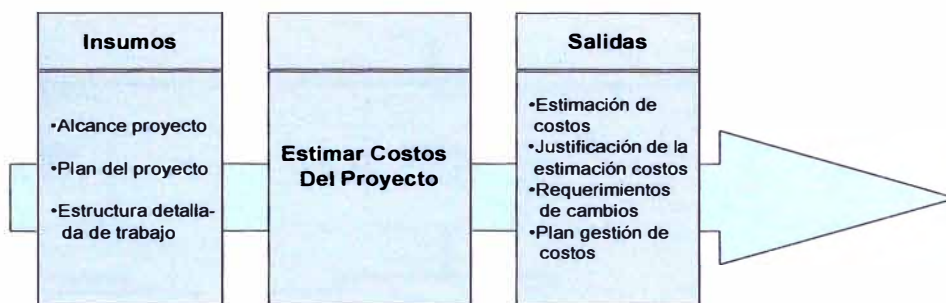 Insumos
•Alcance proyecto
•Plan del proyecto
•Estructura detalla-
da de trabajo
Estimar Costos
Del Proyecto
Salidas
•Estimación de
costos
•Justificación de la
estimación costos
•Requerimientos
de cambios
•Plan gestión de
costos